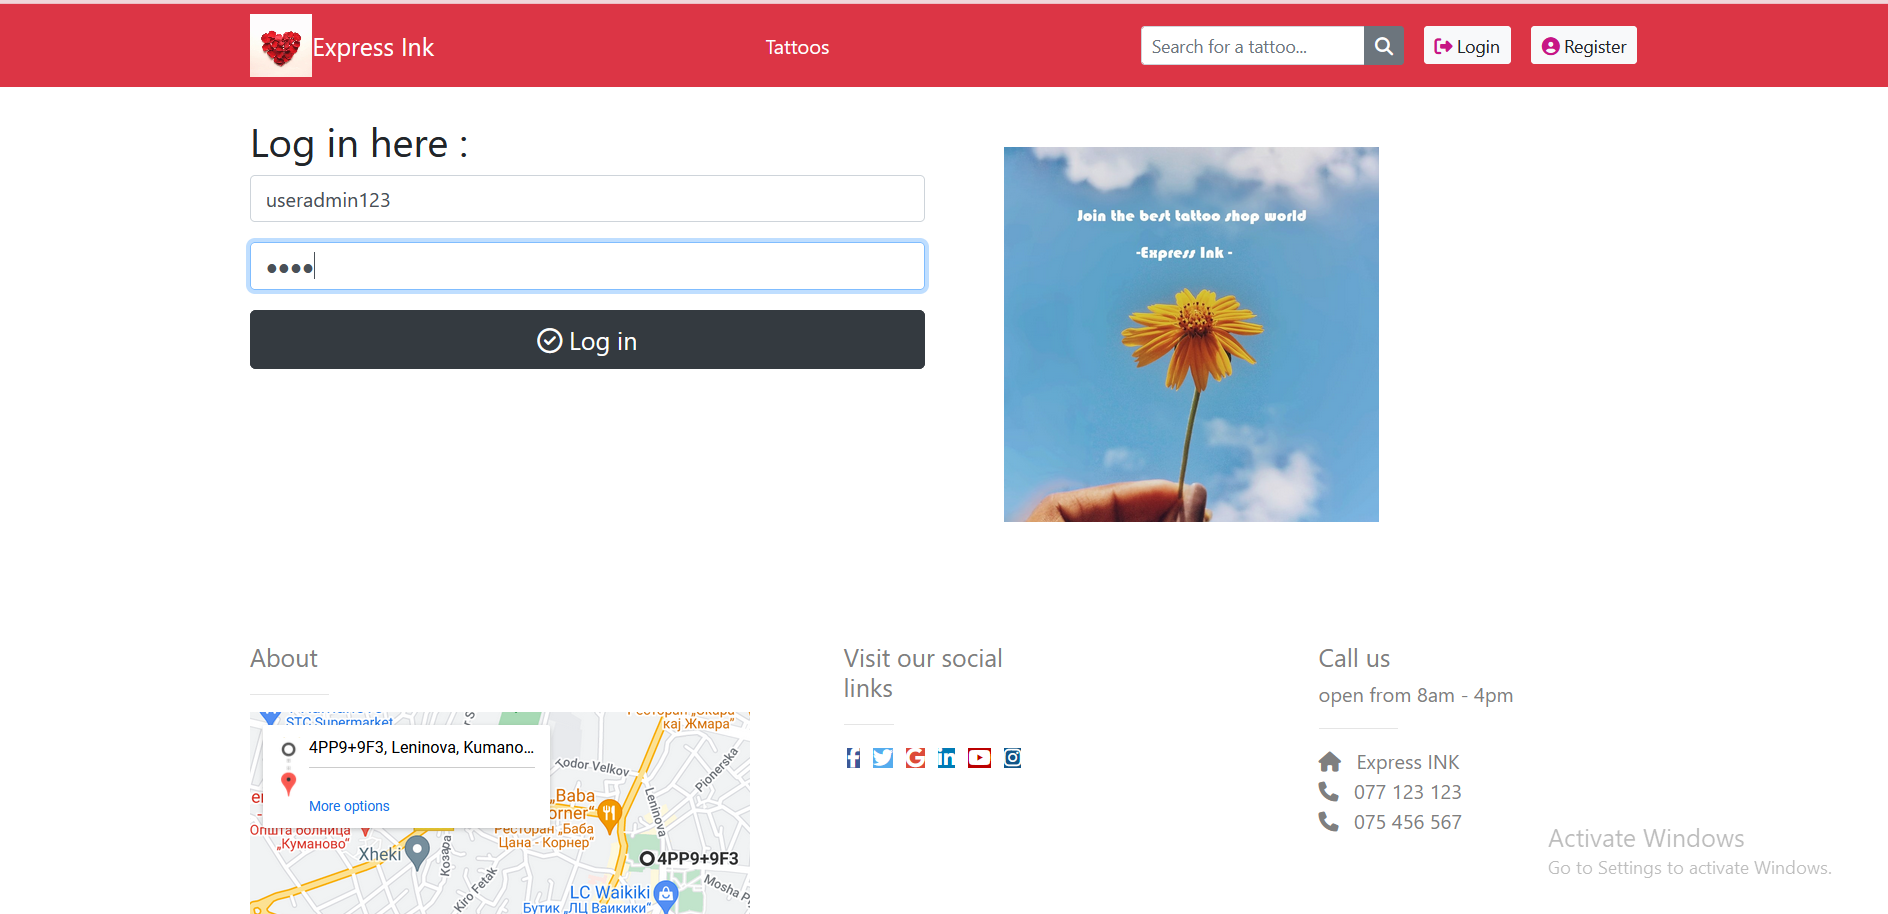 Express Ink
Tattoos
Search for a tattoo...
Login
Register
Log in here :
useradmin123
Log in
Join the best tattoo shop world
-Express Ink -
About
STC Supermarket
4PP9+9F3, Leninova, Kumano...
More options
кај Жмара”
Todor Velkov
Pionerska
Leninova
„Baba
orner”
Ресторан „Баба
Цана - Корнер”
Општа болница
„Куманово”
Xheki
Козара
Kiro Fetak
4PP9+9F3
Mosha P
LC Waikiki
Бутик „ЛЦ Ваикики”
Visit our social
links
Call us
open from 8am - 4pm
Express INK
077 123 123
075 456 567
Activate Windows
Go to Settings to activate Windows.